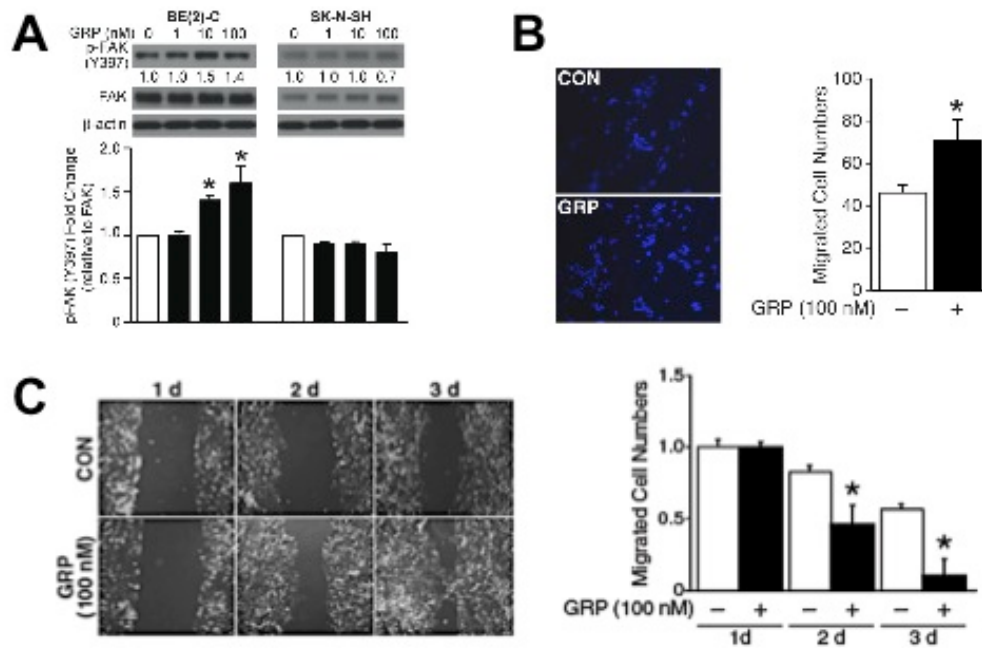 A
BE(2)-C SK-N-SH
GRP (nM) 0 1 10 100 0 1 10 100
p-FAK
(Y397)
1.0 1.0 1.5 1.4 1.0 1.0 1.0 0.7
FAK
β-actin
pFAK (Y397) Fold Change
(relative to FAK)
2.0
1.5
1.0
0.5
0
* *
B
CON
GRP
Migrated Cell Numbers
100
80
60
40
20
0
*
GRP (100 nM) – +
C
1 d 2 d 3 d
CON
GRP
(100 nM)
Migrated Cell Numbers
1.5
1.0
0.5
0
* *
GRP (100 nM) – + – + – +
1d 2 d 3 d